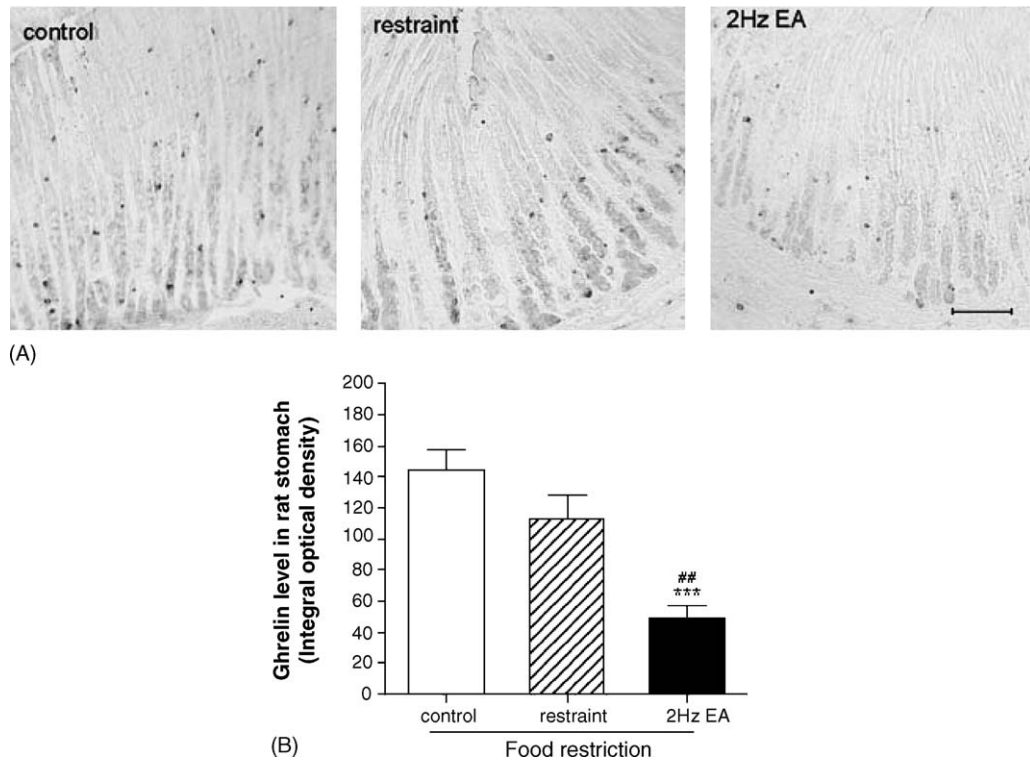 control
restraint
2Hz EA
(A)
Ghrelin level in rat stomach
(Integral optical density)
200
180
160
140
120
100
80
60
40
20
0
##
***
control
restraint
2Hz EA
Food restriction
(B)